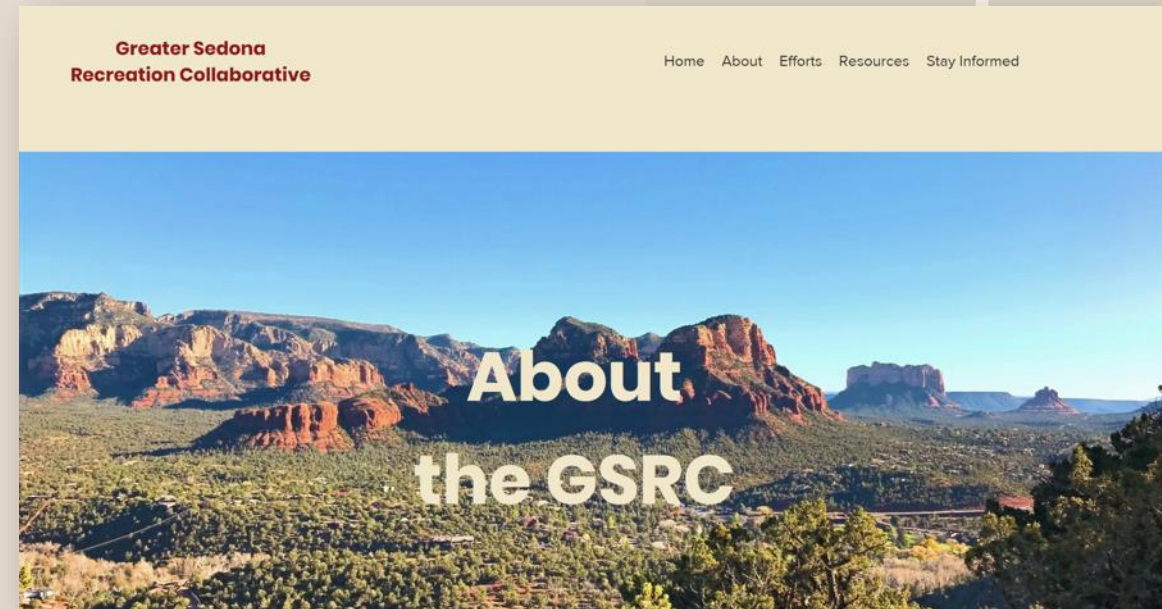 Greater Sedona
Recreation Collaborative
Home About Efforts Resources Stay Informed
About
the GSRC